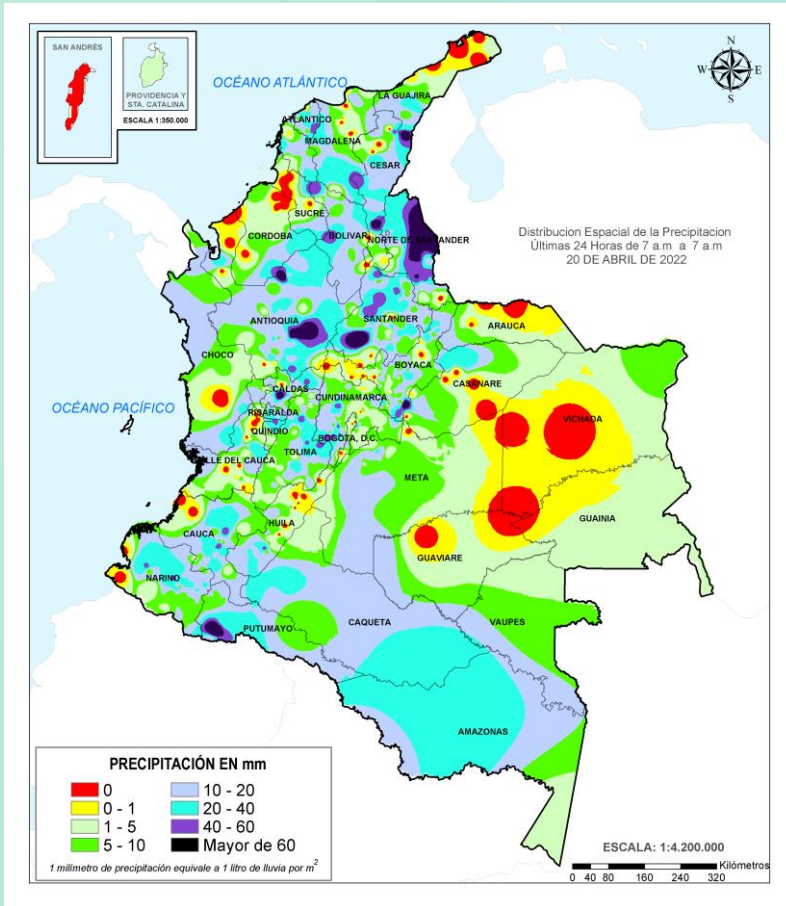 SAN ANDRÉS
PROVIDENCIA Y
STA. CATALINA
ESCALA 1:350.000
N
W E
S
OCÉANO ATLÁNTICO
LA GUAJIRA
ATLANTICO
MAGDALENA
CESAR
SUCRE
CORDOBA
BOLIVAR
NORTE DE SANTANDER
Distribucion Espacial de la Precipitacion
Últimas 24 Horas de 7 a.m a 7 a.m
20 DE ABRIL DE 2022
ANTIOQUIA
SANTANDER
ARAUCA
CHOCO
BOYACA
CASANARE
CALDAS
CUNDINAMARCA
OCÉANO PACÍFICO
RISARALDA
VICHADA
QUINDIO
BOGOTA, D.C.
TOLIMA
VALLE DEL CAUCA
META
GUAINIA
HUILA
CAUCA
GUAVIARE
NARINO
PUTUMAYO
CAQUETA
VAUPES
AMAZONAS
PRECIPITACIÓN EN mm
0
0 - 1
1 - 5
5 - 10
10 - 20
20 - 40
40 - 60
Mayor de 60
1 milímetro de precipitación equivale a 1 litro de lluvia por m²
ESCALA: 1:4.200.000
Kilómetros
0 40 80 160 240 320